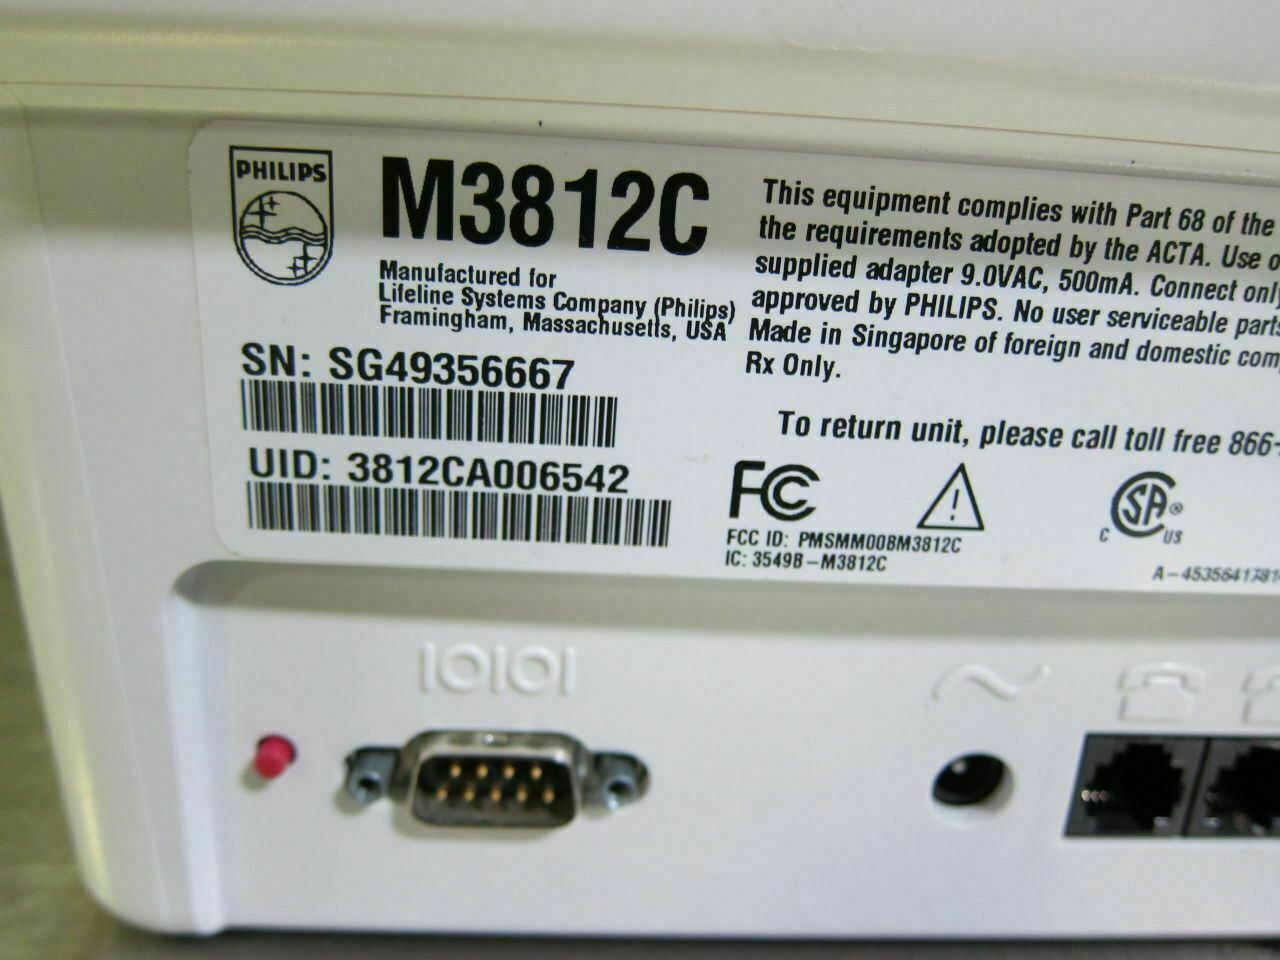 PHILIPS
M3812C
Manufactured for
Lifeline Systems Company (Philips)
Framingham, Massachusetts, USA
SN: SG49356667
UID: 3812CA006542
This equipment complies with Part 68 of the
the requirements adopted by the ACTA. Use
supplied adapter 9.0VAC, 500mA. Connect only
approved by PHILIPS. No user serviceable parts
Made in Singapore of foreign and domestic
Rx Only.
To return unit, please call toll free 866-
FC
FCC ID: PMSMM00BM3812C
IC: 3549B-M3812C
C SA® US
A-4535641781
IOIOI